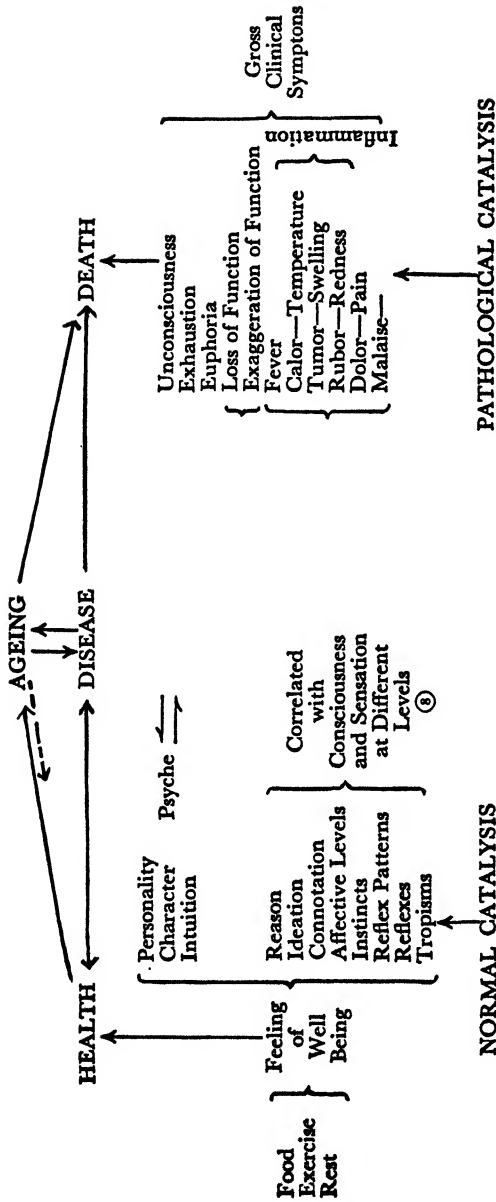 AGEING
HEALTH
DISEASE
DEATH
Personality
Character
Intuition
Psyche
Food
Exercise
Rest
Feeling
of
Well
Being
Reason
Ideation
Connotation
Affective Levels
Instincts
Reflex Patterns
Reflexes
Tropisms
Correlated
with
Consciousness
and Sensation
at Different
Levels
⑧
Unconsciousness
Exhaustion
Euphoria
Loss of Function
Exaggeration of Function
Fever
Calor—Temperature
Tumor—Swelling
Rubor—Redness
Dolor—Pain
Malaise—
Inflammation
Gross
Clinical
Symptons
NORMAL CATALYSIS
PATHOLOGICAL CATALYSIS